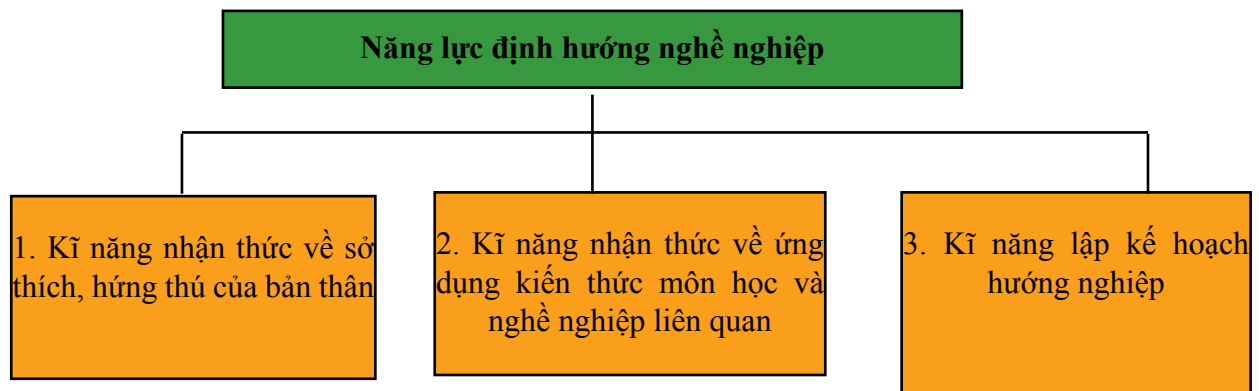 Năng lực định hướng nghề nghiệp
1. Kĩ năng nhận thức về sở
thích, hứng thú của bản thân
2. Kĩ năng nhận thức về ứng
dụng kiến thức môn học và
nghề nghiệp liên quan
3. Kĩ năng lập kế hoạch
hướng nghiệp